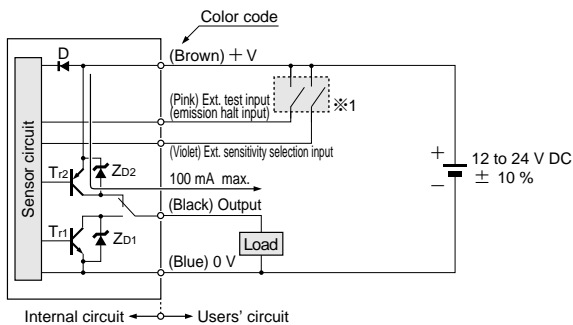 Color code
D
(Brown) + V
(Pink) Ext. test input
(emission halt input)
※1
Sensor circuit
(Violet) Ext. sensitivity selection input
+
12 to 24 V DC
− ± 10 %
Tr2
ZD2
100 mA max.
(Black) Output
Tr1
ZD1
Load
(Blue) 0 V
Internal circuit
Users' circuit